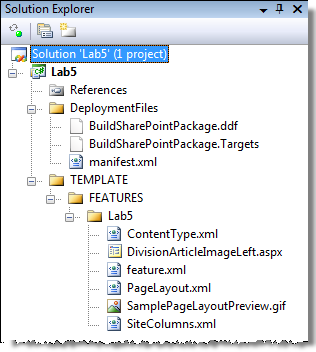 Solution Explorer
Solution 'Lab5' (1 project)
Lab5
References
DeploymentFiles
BuildSharePointPackage.ddf
BuildSharePointPackage.Targets
manifest.xml
TEMPLATE
FEATURES
Lab5
ContentType.xml
DivisionArticleImageLeft.aspx
feature.xml
PageLayout.xml
SamplePageLayoutPreview.gif
SiteColumns.xml